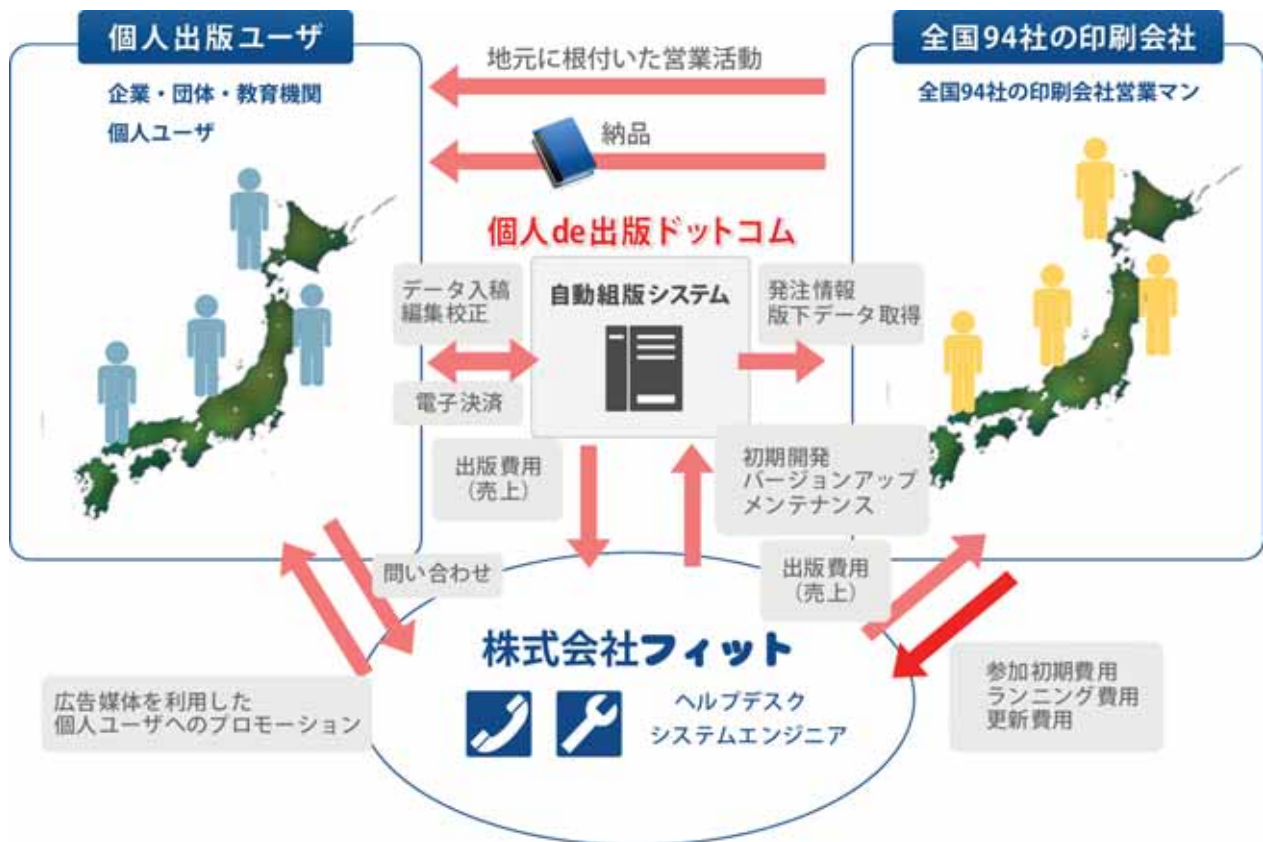 個人出版ユーザ
企業・団体・教育機関
個人ユーザ
地元に根付いた営業活動
納品
全国94社の印刷会社
全国94社の印刷会社営業マン
個人de出版ドットコム
自動組版システム
データ入稿
編集校正
電子決済
発注情報
版下データ取得
出版費用
（売上）
初期開発
バージョンアップ
メンテナンス
問い合わせ
出版費用
（売上）
株式会社フィット
ヘルプデスク
システムエンジニア
広告媒体を利用した
個人ユーザへのプロモーション
参加初期費用
ランニング費用
更新費用